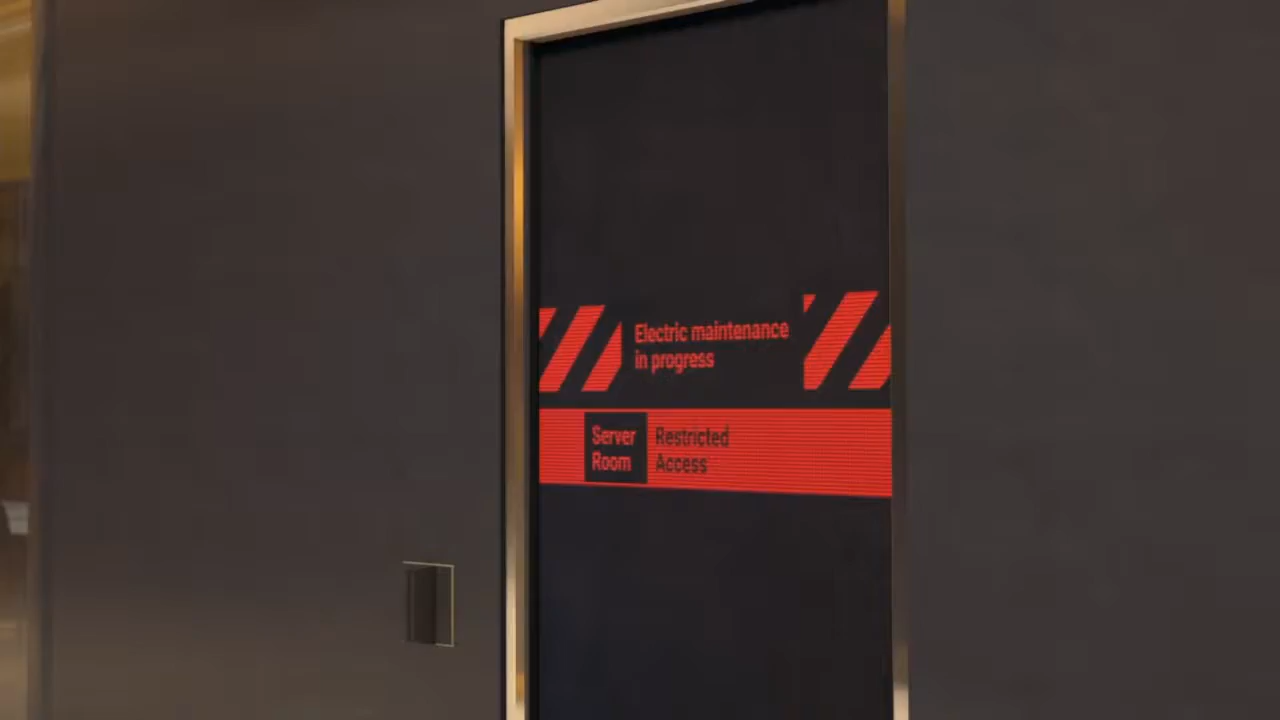 Electric maintenance
in progress
Server
Room
Restricted
Access